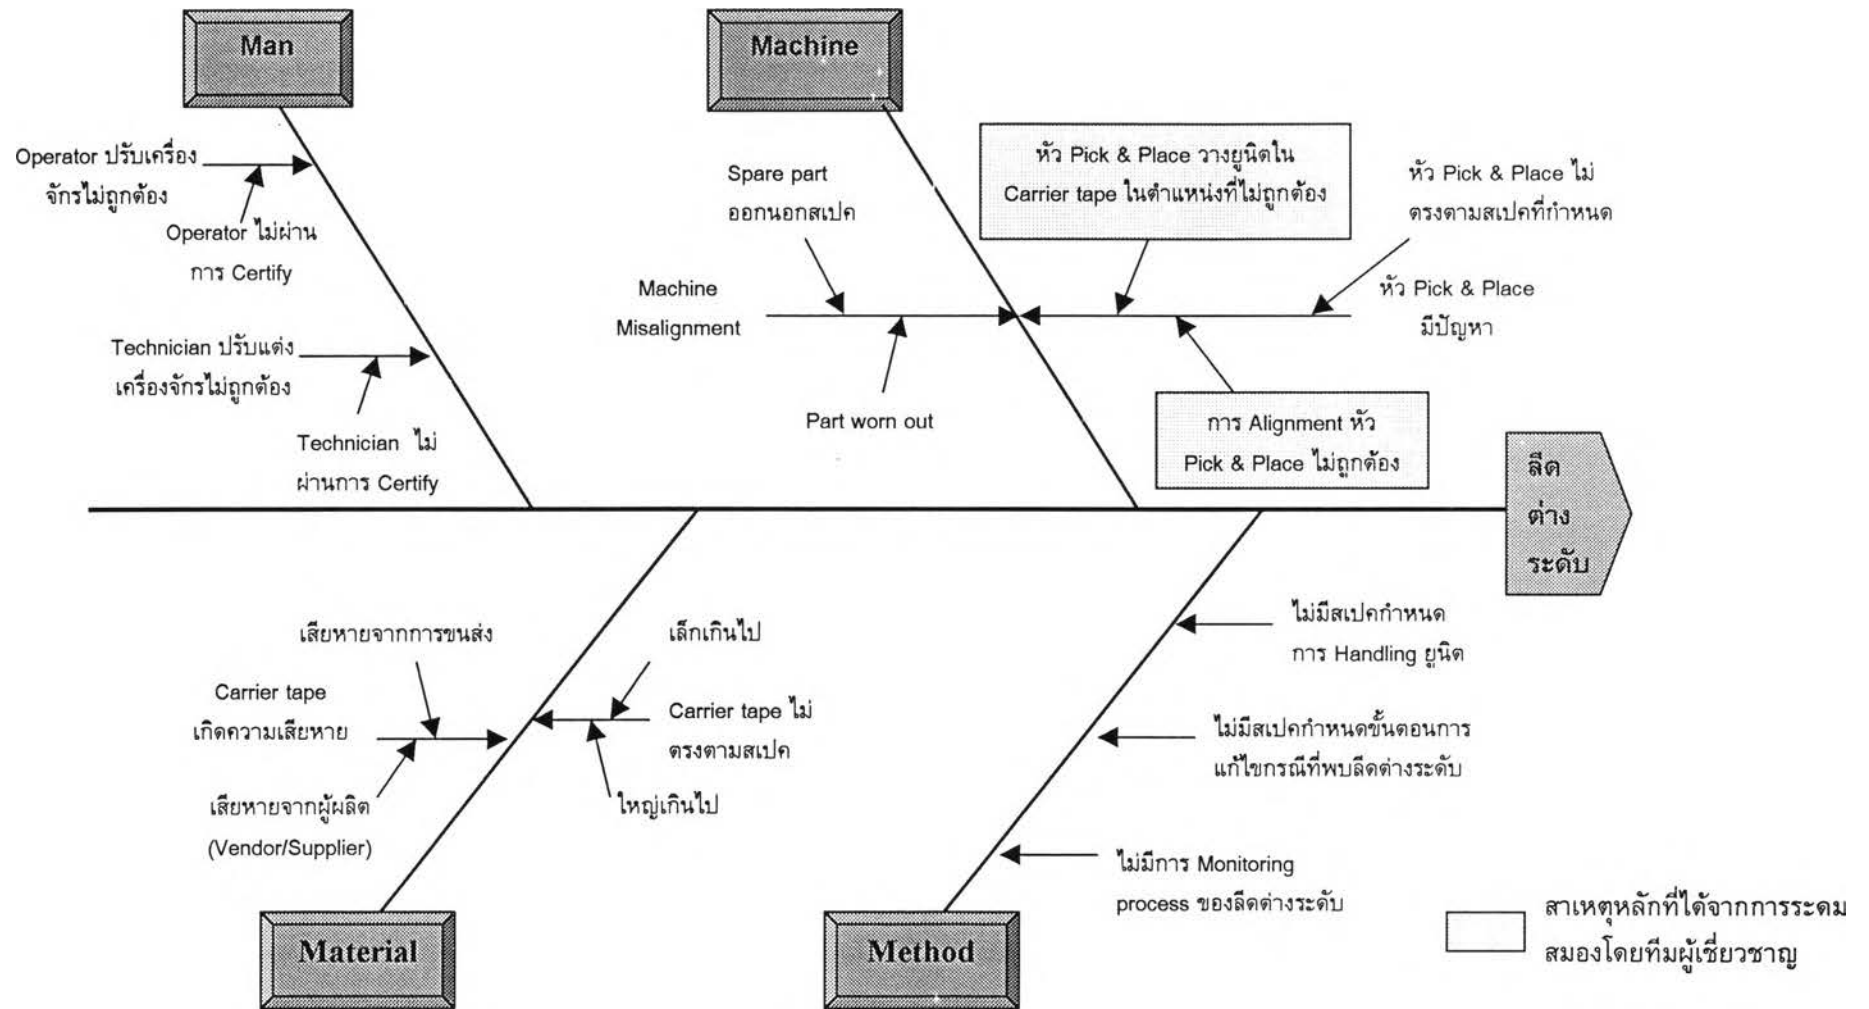 Man
Machine
Operator ปรับเครื่อง
จักรไม่ถูกต้อง
Operator ไม่ผ่าน
การ Certify
Technician ปรับแต่ง
เครื่องจักรไม่ถูกต้อง
Technician ไม่
ผ่านการ Certify
Spare part
ออกนอกสเปค
Machine
Misalignment
Part worn out
หัว Pick & Place วางยูนิตใน
Carrier tape ในตำแหน่งที่ไม่ถูกต้อง
หัว Pick & Place ไม่
ตรงตามสเปคที่กำหนด
หัว Pick & Place
มีปัญหา
การ Alignment หัว
Pick & Place ไม่ถูกต้อง
ลีด
ต่าง
ระดับ
เสียหายจากการขนส่ง
Carrier tape
เกิดความเสียหาย
เสียหายจากผู้ผลิต
(Vendor/Supplier)
เล็กเกินไป
Carrier tape ไม่
ตรงตามสเปค
ใหญ่เกินไป
ไม่มีสเปคกำหนด
การ Handling ยูนิต
ไม่มีสเปคกำหนดขั้นตอนการ
แก้ไขกรณีที่พบลีดต่างระดับ
ไม่มีการ Monitoring
process ของลีดต่างระดับ
Material
Method
สาเหตุหลักที่ได้จากการระดม
สมองโดยทีมผู้เชี่ยวชาญ